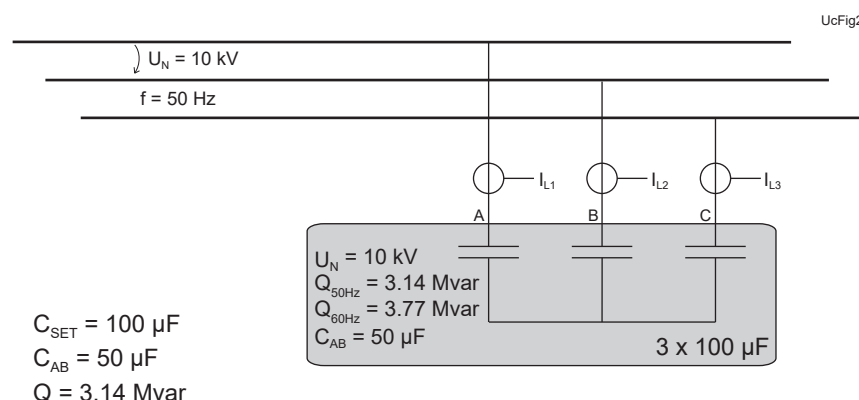 UcFig2
U_N = 10 kV
f = 50 Hz
I_L1
I_L2
I_L3
A
B
C
U_N = 10 kV
Q_50Hz = 3.14 Mvar
Q_60Hz = 3.77 Mvar
C_AB = 50 µF
3 x 100 µF
C_SET = 100 µF
C_AB = 50 µF
Q = 3.14 Mvar